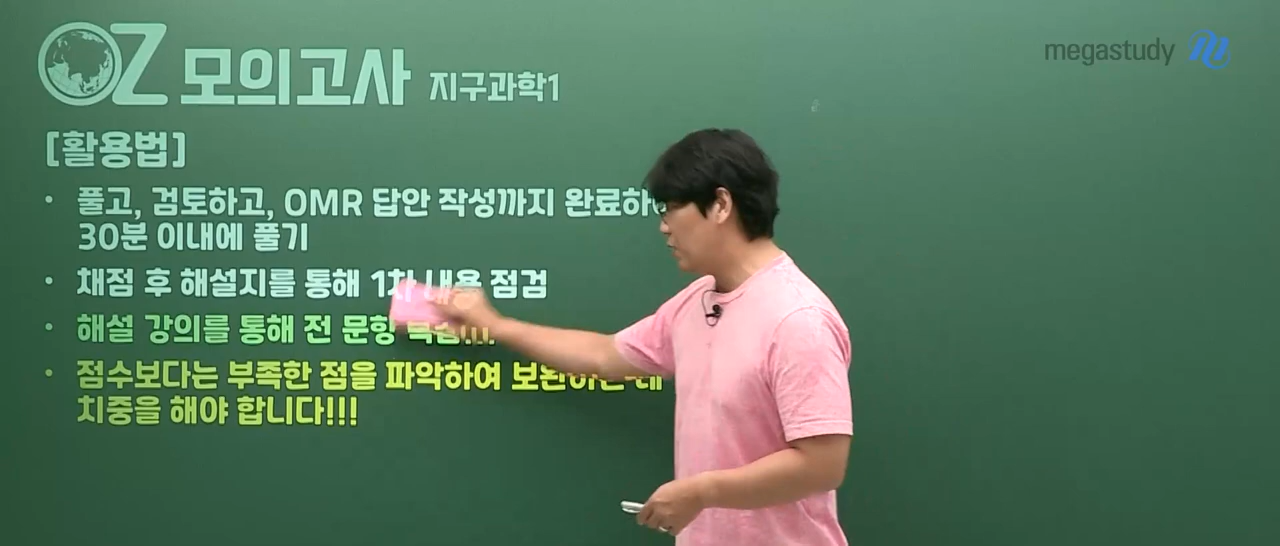 OZ 모의고사 지구과학1
megastudy
[활용법]
• 풀고, 검토하고, OMR 답안 작성까지 완료하
30분 이내에 풀기
• 채점 후 해설지를 통해 1차 내용 점검
• 해설 강의를 통해 전 문항
• 점수보다는 부족한 점을 파악하여
치중을 해야 합니다!!!